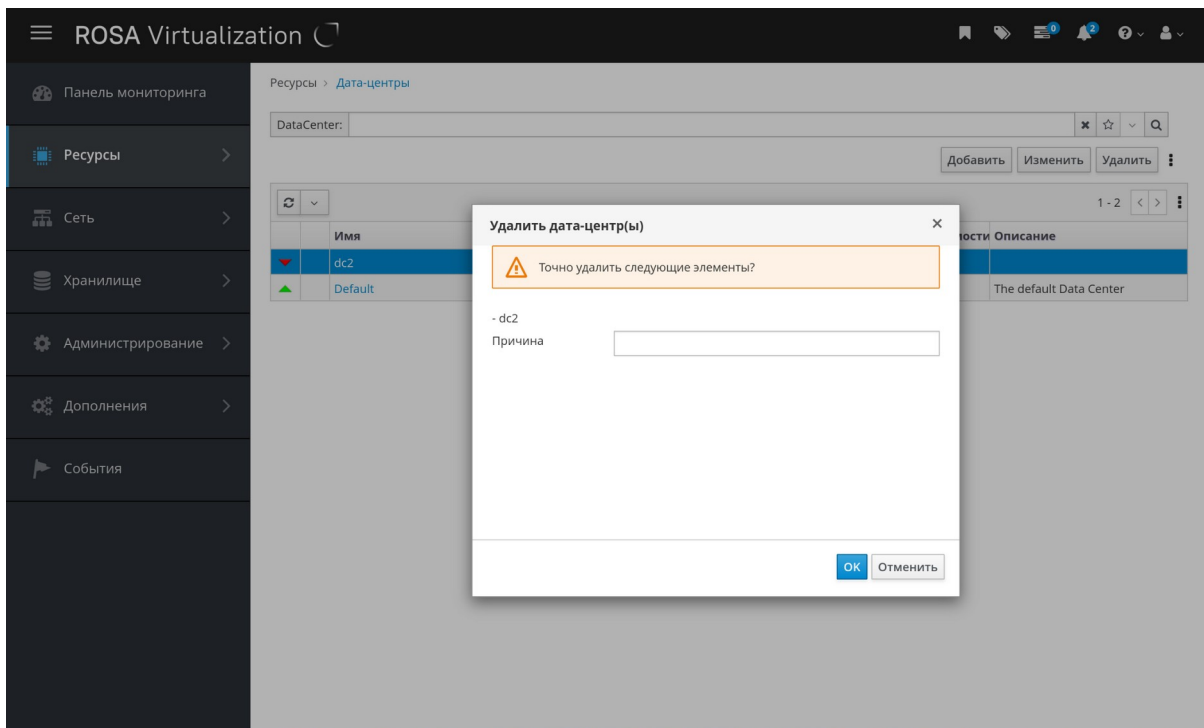 ROSA Virtualization
0
2
Панель мониторинга
Ресурсы
Сеть
Хранилище
Администрирование
Дополнения
События
Ресурсы > Дата-центры
DataCenter:
Добавить Изменить Удалить
1 - 2
Имя Описание
dc2
Default The default Data Center
Удалить дата-центр(ы)
Точно удалить следующие элементы?
- dc2
Причина
OK Отменить